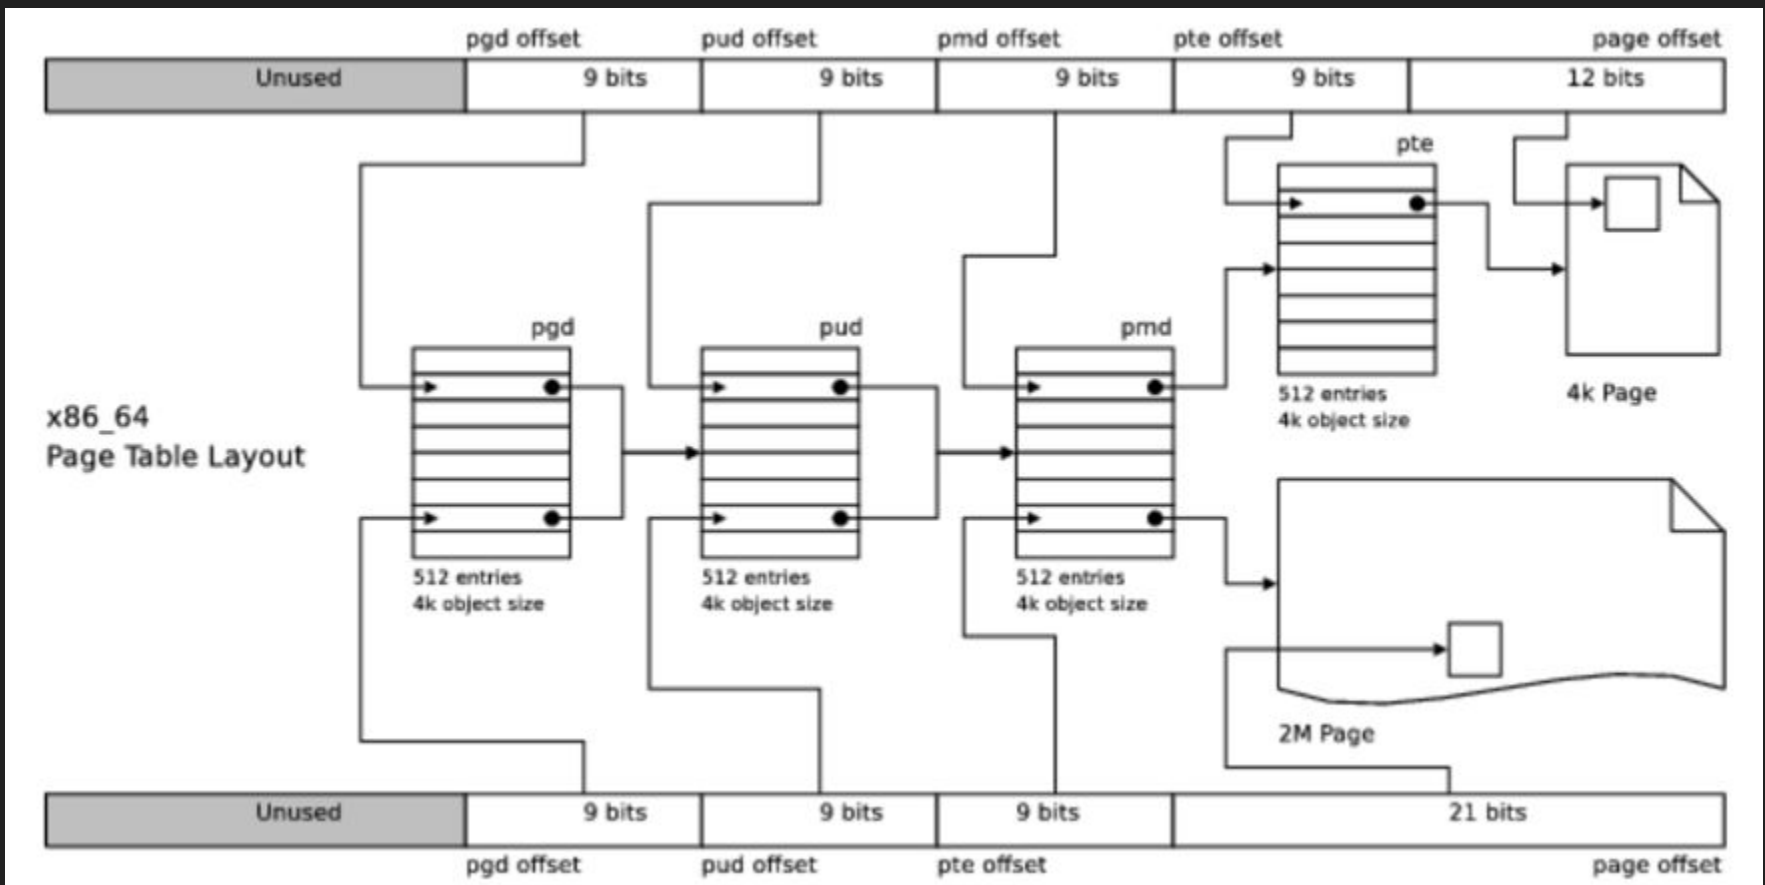 pgd offset pud offset pmd offset pte offset page offset
Unused 9 bits 9 bits 9 bits 9 bits 12 bits
pte
pgd pud pmd
512 entries
4k object size
4k Page
x86_64
Page Table Layout
512 entries 512 entries 512 entries
4k object size 4k object size 4k object size
2M Page
Unused 9 bits 9 bits 9 bits 21 bits
pgd offset pud offset pte offset page offset